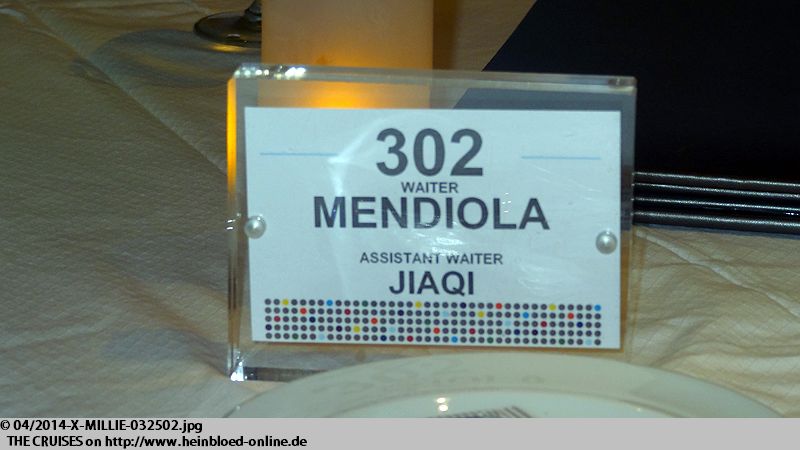 302
WAITER
MENDIOLA
ASSISTANT WAITER
JIAQI
© 04/2014-X-MILLIE-032502.jpg
THE CRUISES on http://www.heinbloed-online.de